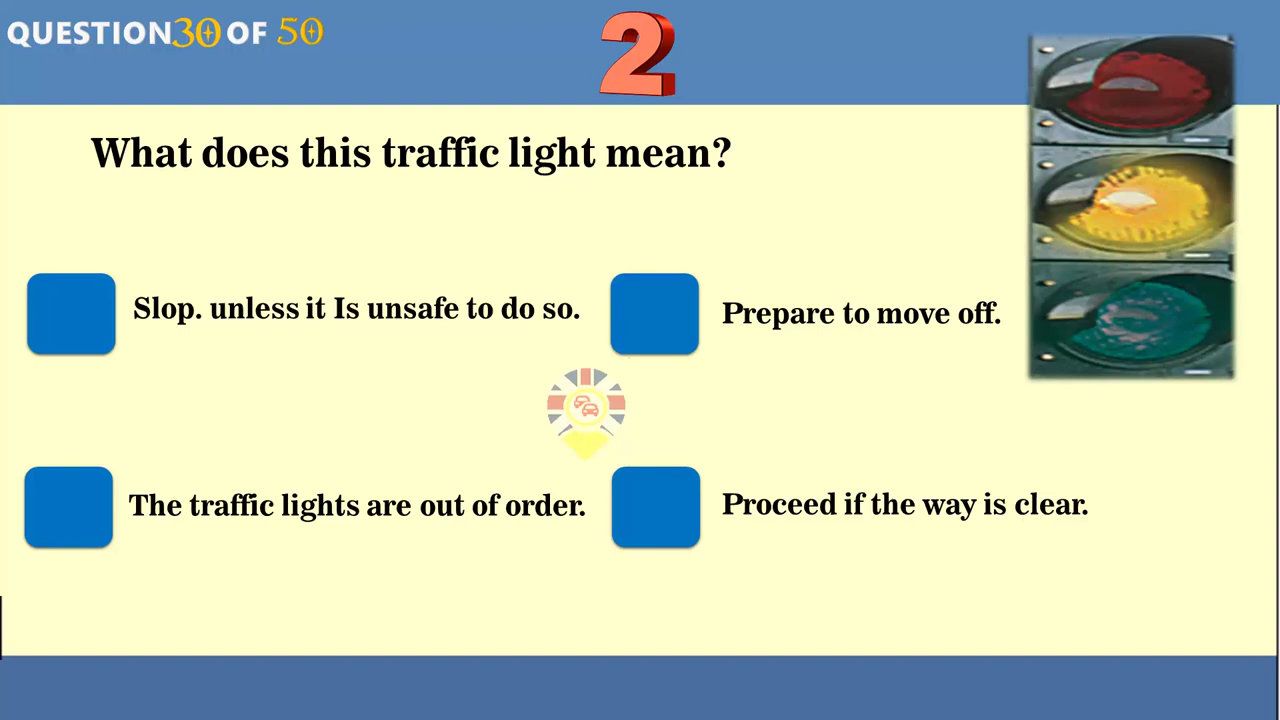 QUESTION 30 OF 50
2
What does this traffic light mean?
Slop. unless it Is unsafe to do so.
Prepare to move off.
The traffic lights are out of order.
Proceed if the way is clear.